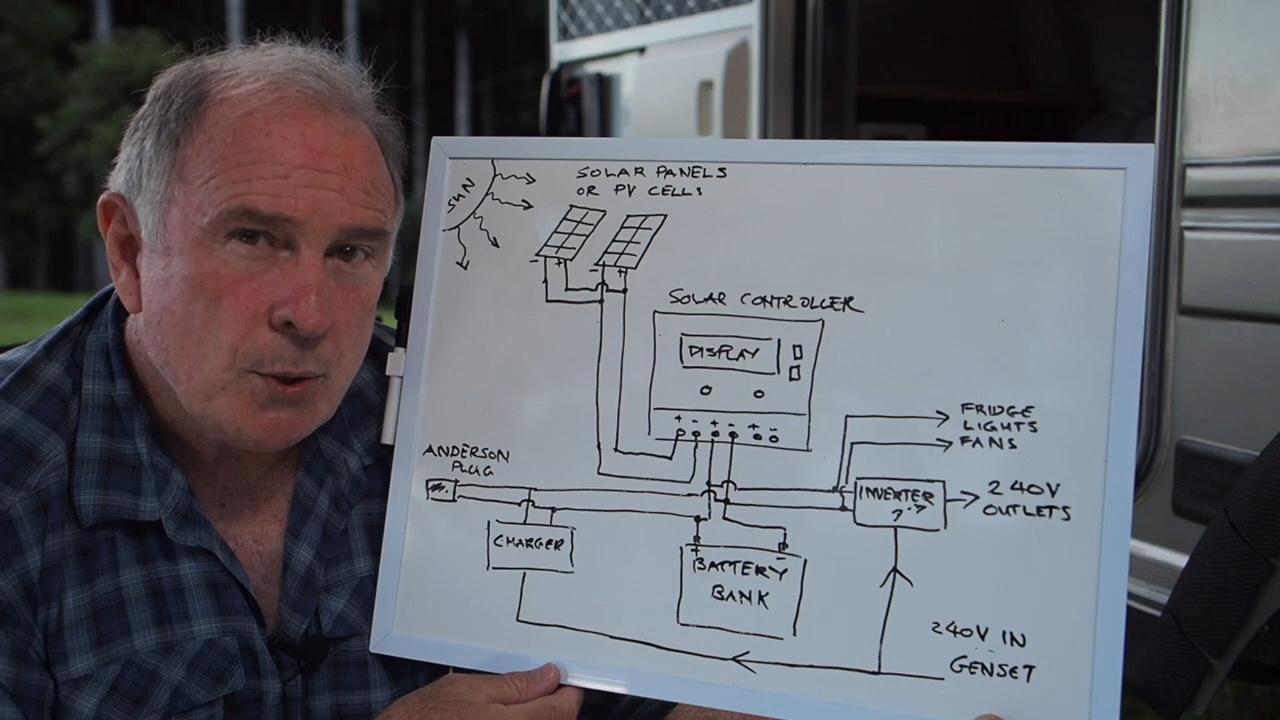 SUN
SOLAR PANELS
OR PV CELLS
- + - +
SOLAR CONTROLLER
DISPLAY
+ - + - + -
FRIDGE
LIGHTS
FANS
ANDERSON
PLUG
INVERTER
240V
OUTLETS
CHARGER
+ -
BATTERY
BANK
240V IN
GENSET